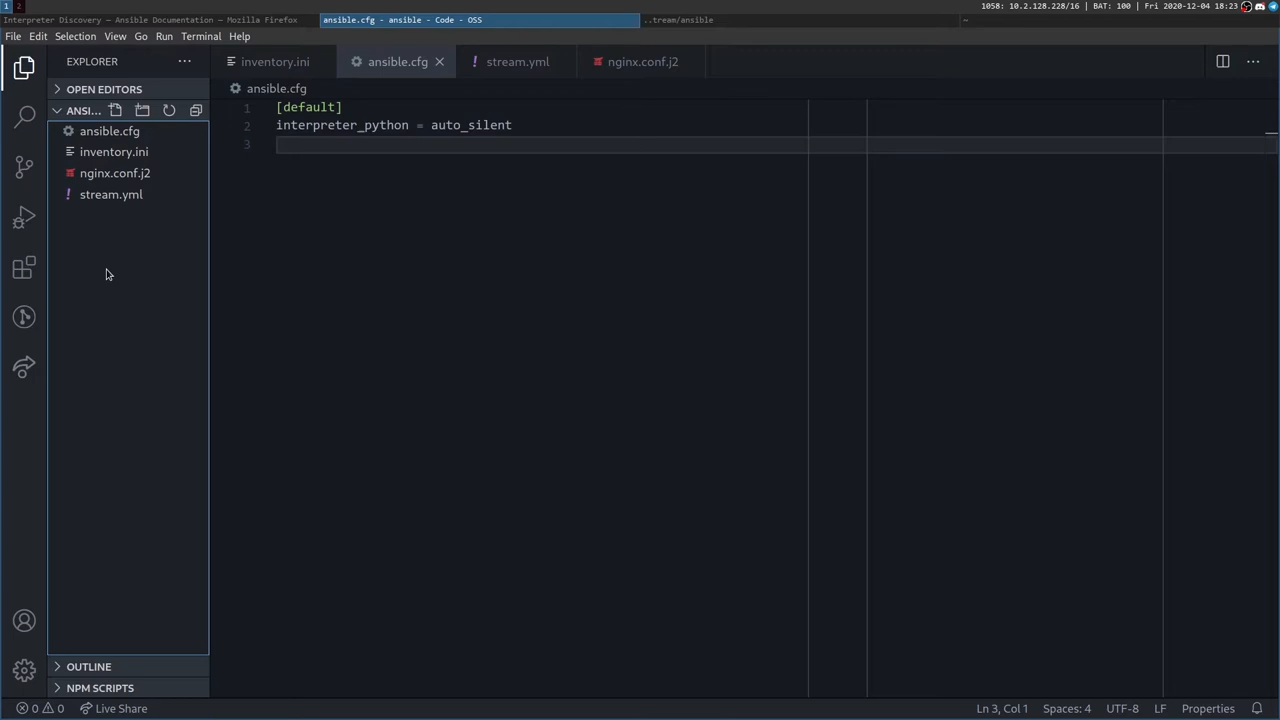 1 2 1058: 10.2.128.228/16 | BAT: 100 | Fri 2020-12-04 18:23
Interpreter Discovery — Ansible Documentation — Mozilla Firefox ansible.cfg - ansible - Code - OSS ..tream/ansible ~
File Edit Selection View Go Run Terminal Help
EXPLORER inventory.ini ansible.cfg stream.yml nginx.conf.j2
OPEN EDITORS ansible.cfg
ANSI...
1 [default]
2 interpreter_python = auto_silent
3
ansible.cfg
inventory.ini
nginx.conf.j2
! stream.yml
OUTLINE
NPM SCRIPTS
0 0 Live Share Ln 3, Col 1 Spaces: 4 UTF-8 LF Properties